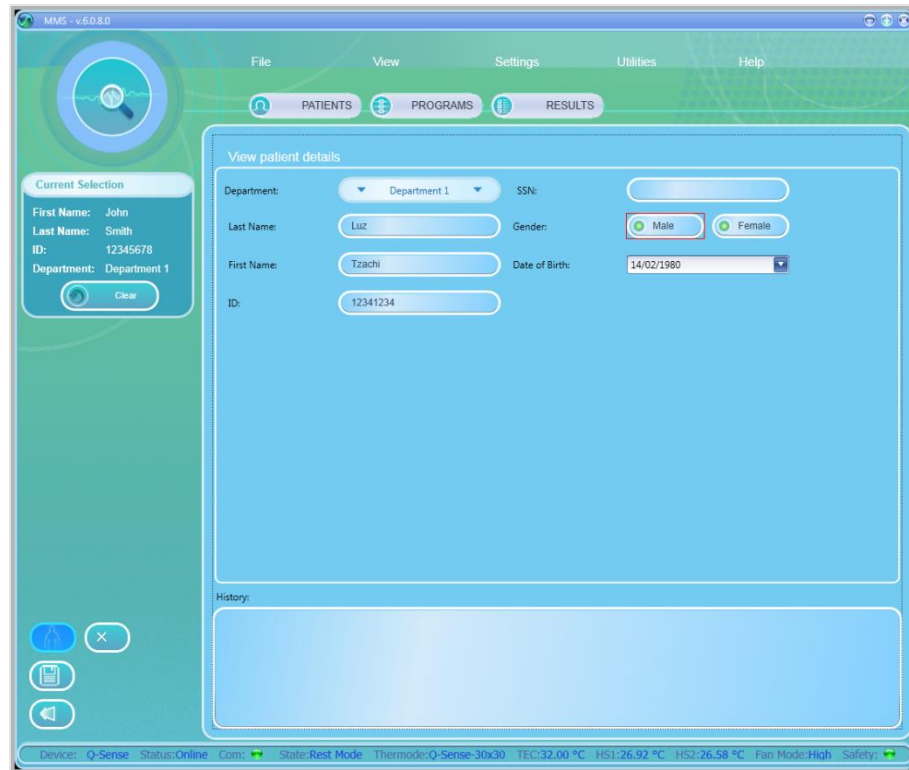 MMS - v.6.0.8.0
File View Settings Utilities Help
PATIENTS PROGRAMS RESULTS
View patient details
Current Selection
First Name: John
Last Name: Smith
ID: 12345678
Department: Department 1
Clear
Department: Department 1 SSN:
Last Name: Luz Gender: Male Female
First Name: Tzachi Date of Birth: 14/02/1980
ID: 12341234
History:
Device: Q-Sense Status:Online Com: State:Rest Mode Thermode:Q-Sense-30x30 TEC:32.00 °C HS1:26.92 °C HS2:26.58 °C Fan Mode:High Safety: